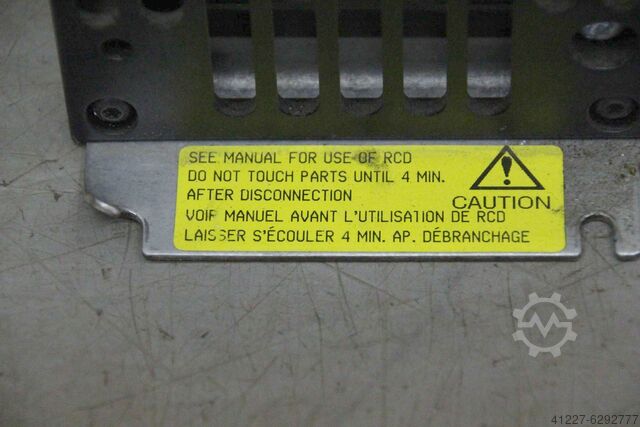 SEE MANUAL FOR USE OF RCD
DO NOT TOUCH PARTS UNTIL 4 MIN.
AFTER DISCONNECTION
CAUTION
VOIR MANUEL AVANT L'UTILISATION DE RCD
LAISSER S'ÉCOULER 4 MIN. AP. DÉBRANCHAGE
41227-6292777